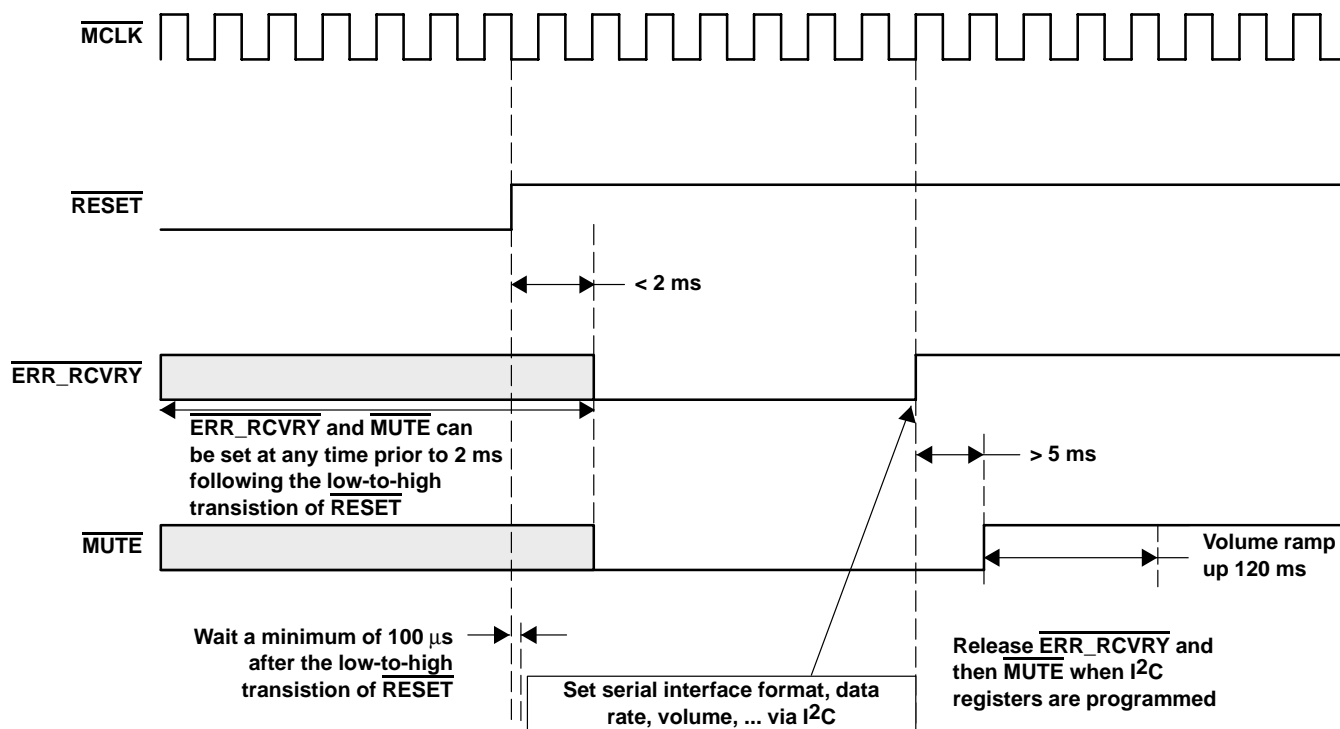 MCLK
RESET
< 2 ms
ERR_RCVRY
ERR_RCVRY and MUTE can
be set at any time prior to 2 ms
following the low-to-high
transistion of RESET
> 5 ms
MUTE
Volume ramp
up 120 ms
Wait a minimum of 100 μs
after the low-to-high
transistion of RESET
Set serial interface format, data
rate, volume, ... via I2C
Release ERR_RCVRY and
then MUTE when I2C
registers are programmed